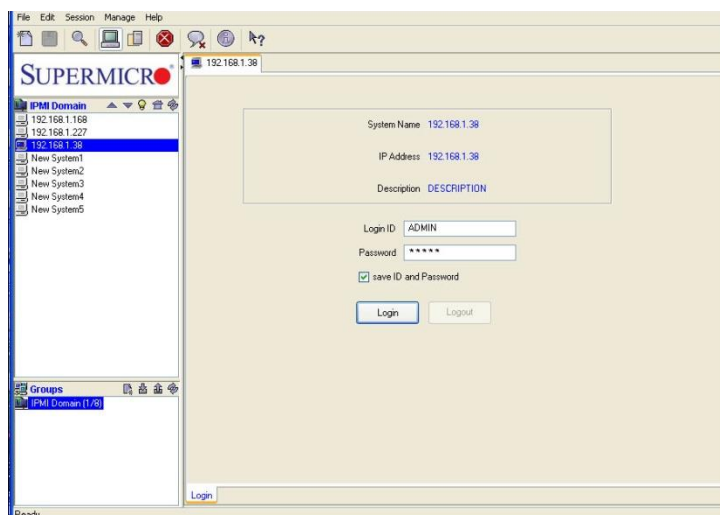 File Edit Session Manage Help
SUPERMICRO
192.168.1.38
IPMI Domain
192.168.1.168
192.168.1.227
192.168.1.38
New System1
New System2
New System3
New System4
New System5
System Name 192.168.1.38
IP Address 192.168.1.38
Description DESCRIPTION
Login ID ADMIN
Password *****
save ID and Password
Login Logout
Groups
IPMI Domain (1/8)
Login
Ready